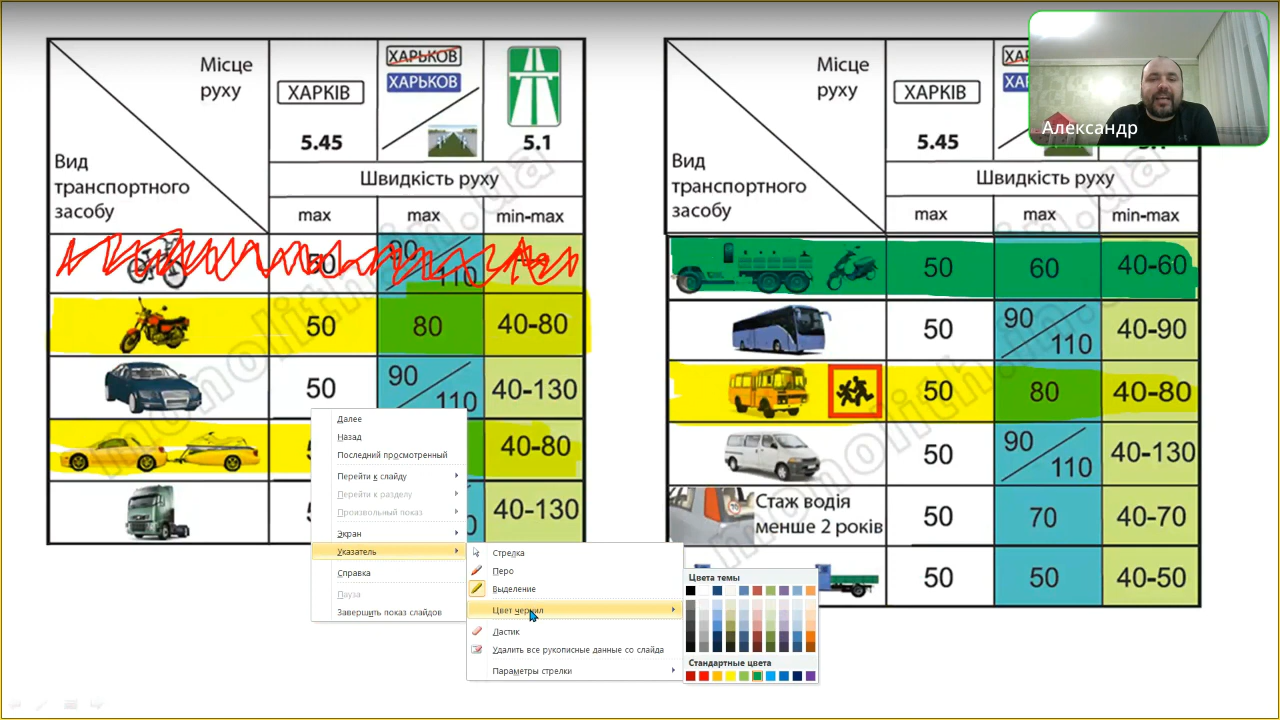 Місце
руху
ХАРКІВ
ХАРЬКОВ
ХАРЬКОВ
5.45
5.1
Вид
транспортного
засобу
Швидкість руху
max
max
min-max
50
90
110
50
80
40-80
50
90
110
40-130
40-80
40-130
Місце
руху
ХАРКІВ
5.45
Вид
транспортного
засобу
Швидкість руху
max
max
min-max
50
60
40-60
50
90
110
40-90
50
80
40-80
50
90
110
40-130
Стаж водія
менше 2 років
50
70
40-70
50
50
40-50
Александр
monolith.in.ua
monolith.in.ua
Далее
Назад
Последний просмотренный
Перейти к слайду
Перейти к разделу
Произвольный показ
Экран
Указатель
Справка
Пауза
Завершить показ слайдов
Стрелка
Перо
Выделение
Цвет чернил
Ластик
Удалить все рукописные данные со слайда
Параметры стрелки
Цвета темы
Стандартные цвета